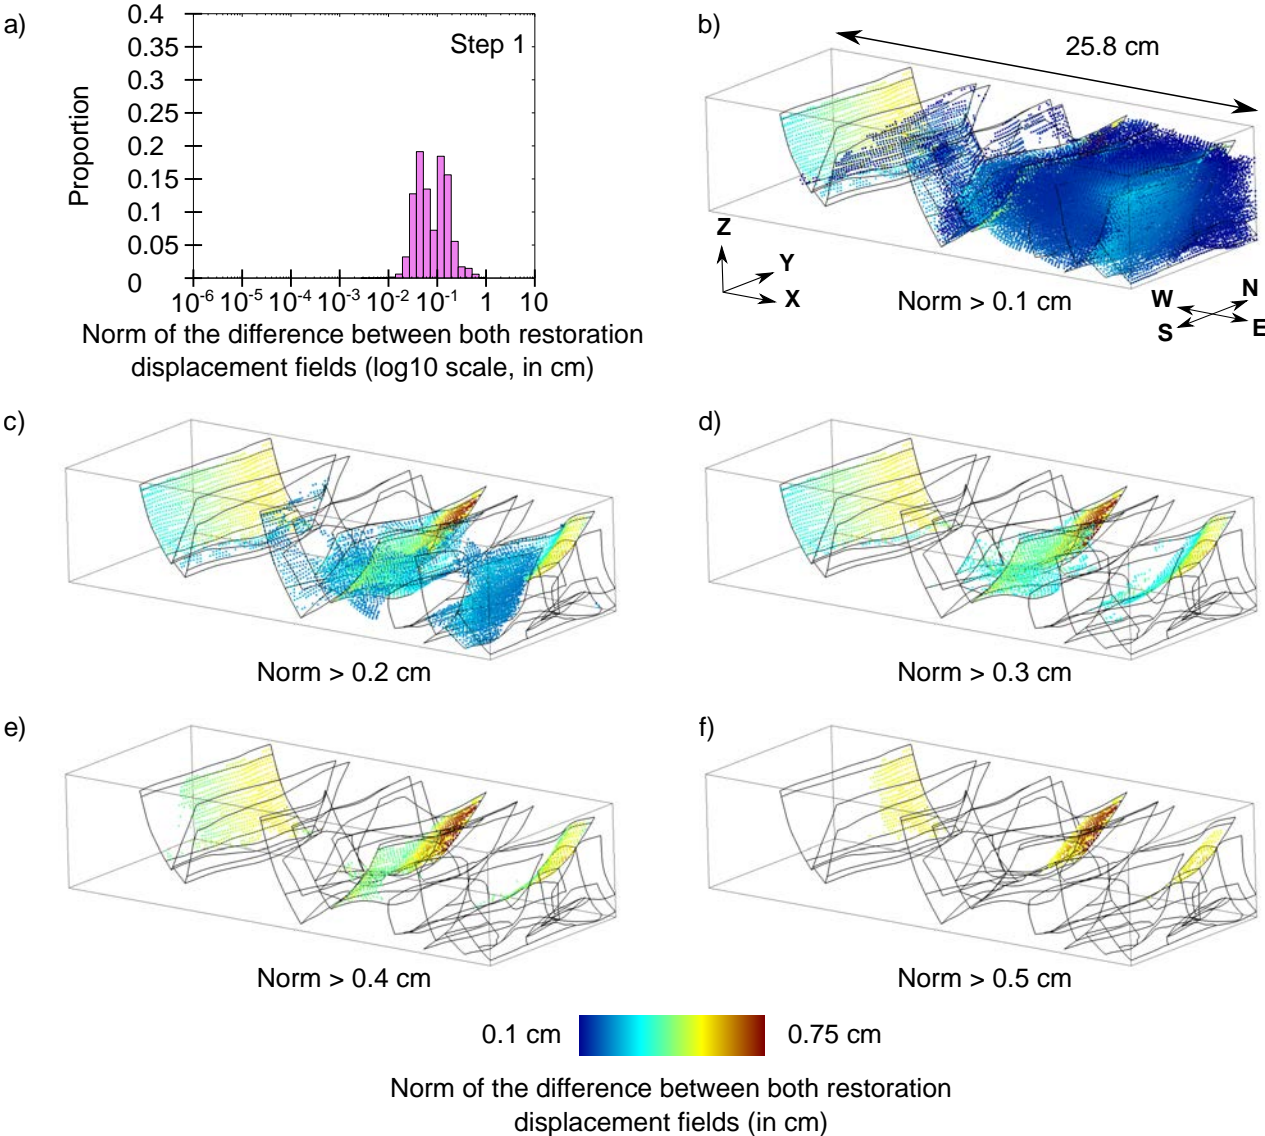 a)
0.4
0.35
0.3
0.25
0.2
0.15
0.1
0.05
0
Proportion
Step 1
10-6 10-5 10-4 10-3 10-2 10-1 1 10
Norm of the difference between both restoration
displacement fields (log10 scale, in cm)
b)
25.8 cm
Z
Y
X
Norm > 0.1 cm
W
N
S
E
c)
Norm > 0.2 cm
d)
Norm > 0.3 cm
e)
Norm > 0.4 cm
f)
Norm > 0.5 cm
0.1 cm
0.75 cm
Norm of the difference between both restoration
displacement fields (in cm)